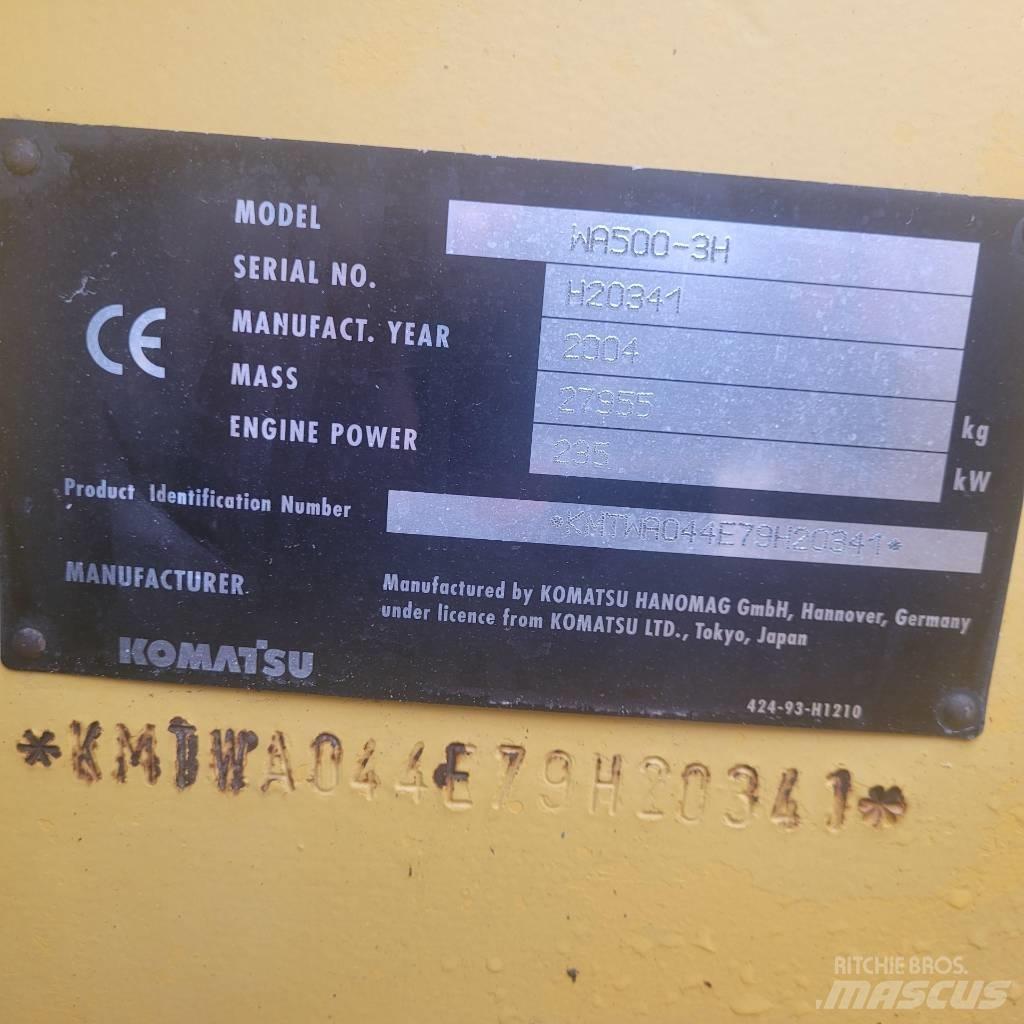 MODEL WA500-3H
SERIAL NO. H20341
MANUFACT. YEAR 2004
MASS 27955 kg
ENGINE POWER 235 kW
CE
Product Identification Number *KMTWA044E79H20341*
MANUFACTURER Manufactured by KOMATSU HANOMAG GmbH, Hannover, Germany
under licence from KOMATSU LTD., Tokyo, Japan
KOMATSU
424-93-H1210
*KMTWA044E79H20341*
RITCHIE BROS.
MASCUS